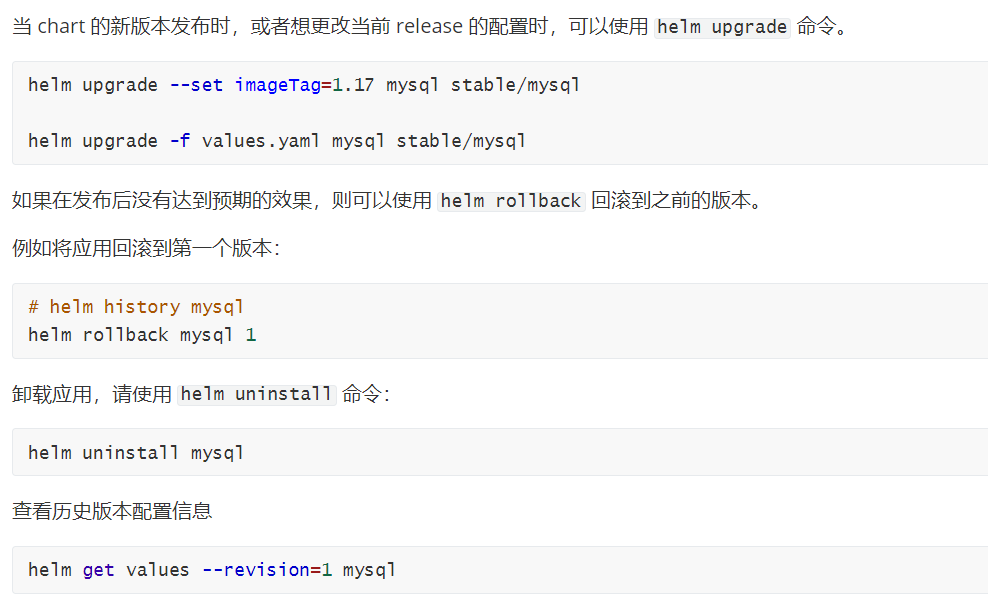 当 chart 的新版本发布时，或者想更改当前 release 的配置时，可以使用 helm upgrade 命令。
helm upgrade --set imageTag=1.17 mysql stable/mysql
helm upgrade -f values.yaml mysql stable/mysql
如果在发布后没有达到预期的效果，则可以使用 helm rollback 回滚到之前的版本。
例如将应用回滚到第一个版本：
# helm history mysql
helm rollback mysql 1
卸载应用，请使用 helm uninstall 命令：
helm uninstall mysql
查看历史版本配置信息
helm get values --revision=1 mysql